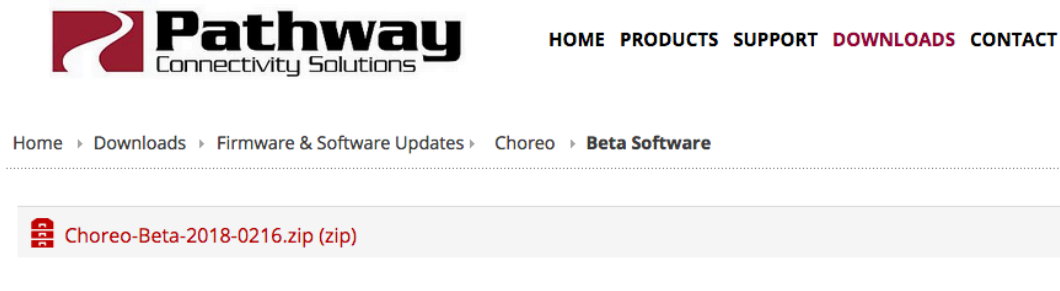 Pathway
Connectivity Solutions
HOME PRODUCTS SUPPORT DOWNLOADS CONTACT
Home › Downloads › Firmware & Software Updates › Choreo › Beta Software
Choreo-Beta-2018-0216.zip (zip)